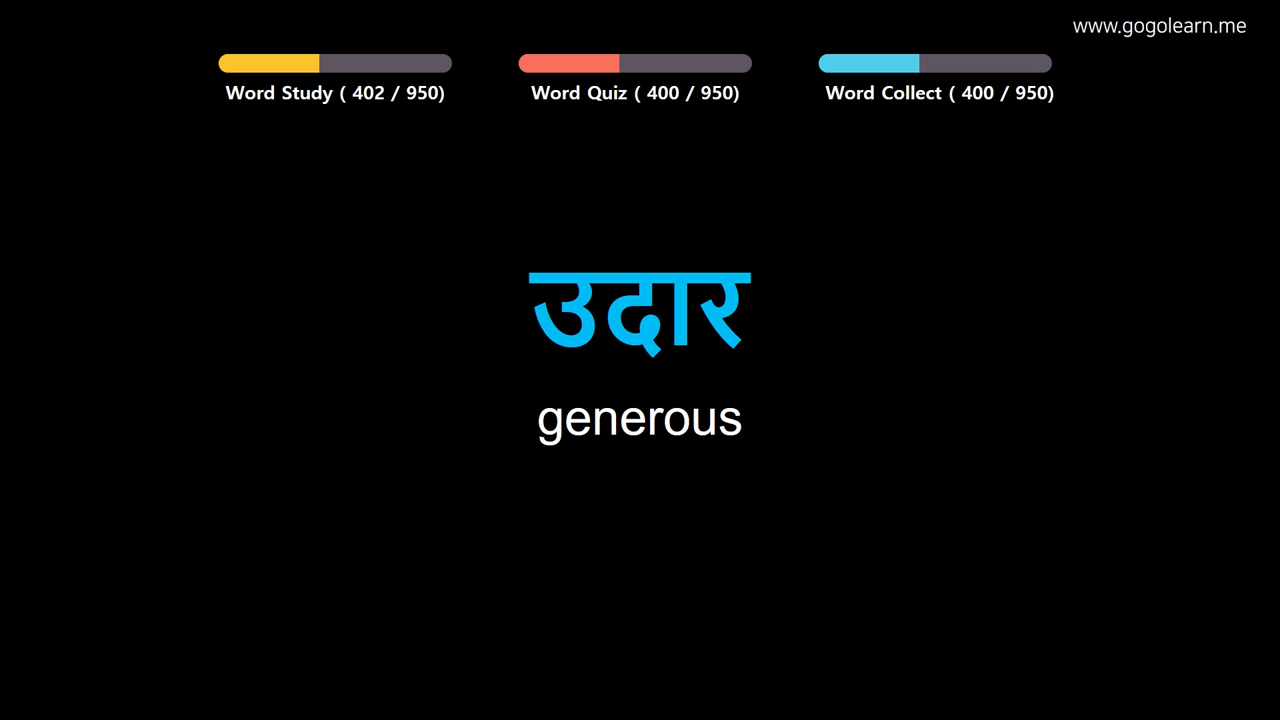 www.gogolearn.me
Word Study ( 402 / 950)
Word Quiz ( 400 / 950)
Word Collect ( 400 / 950)
उदार
generous